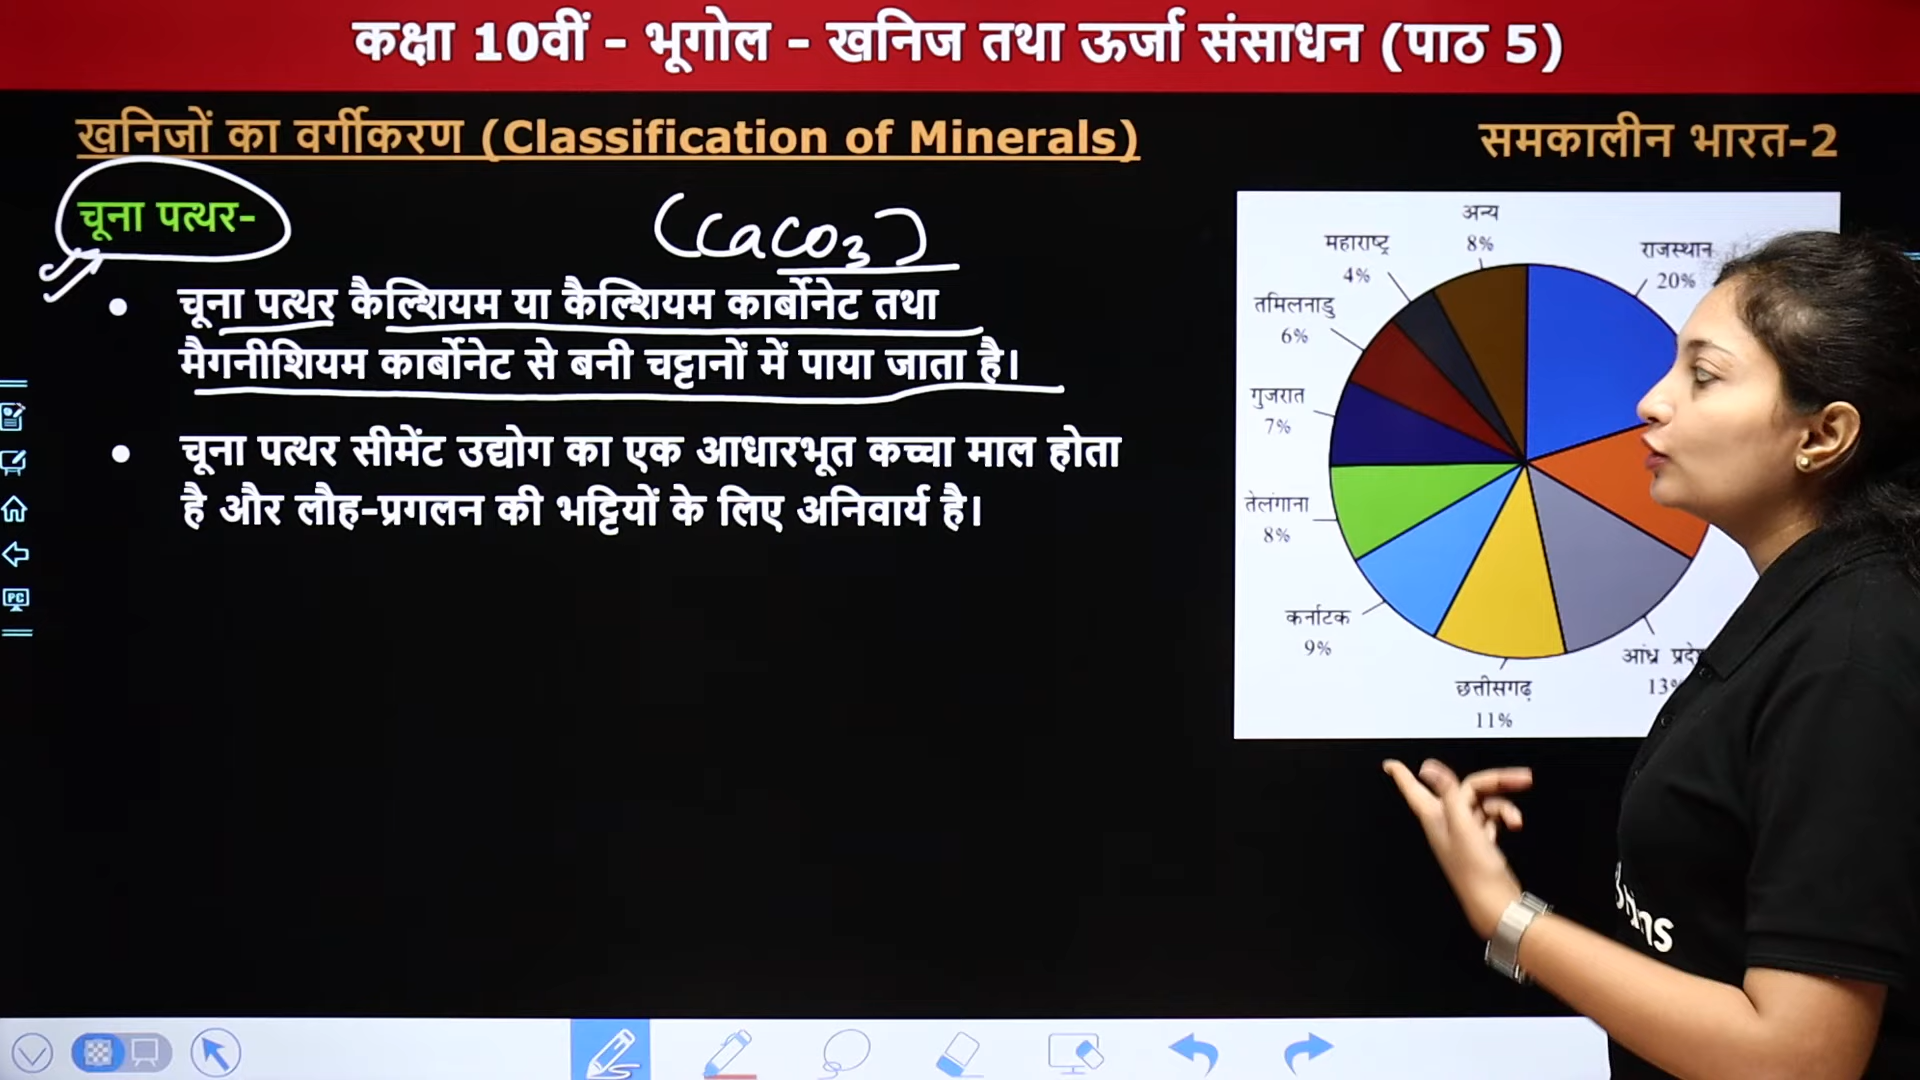 कक्षा 10वीं - भूगोल - खनिज तथा ऊर्जा संसाधन (पाठ 5)
खनिजों का वर्गीकरण (Classification of Minerals)
समकालीन भारत-2
चूना पत्थर-
(CaCO3)
• चूना पत्थर कैल्शियम या कैल्शियम कार्बोनेट तथा
मैगनीशियम कार्बोनेट से बनी चट्टानों में पाया जाता है।
• चूना पत्थर सीमेंट उद्योग का एक आधारभूत कच्चा माल होता
है और लौह-प्रगलन की भट्टियों के लिए अनिवार्य है।
अन्य
8%
महाराष्ट्र
4%
राजस्थान
20%
तमिलनाडु
6%
गुजरात
7%
तेलंगाना
8%
कर्नाटक
9%
छत्तीसगढ़
11%
आंध्र
13%
PC